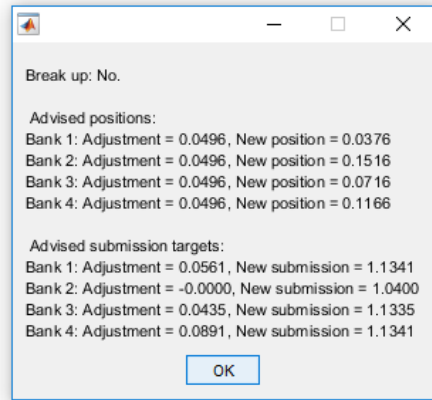 Break up: No.
Advised positions:
Bank 1: Adjustment = 0.0496, New position = 0.0376
Bank 2: Adjustment = 0.0496, New position = 0.1516
Bank 3: Adjustment = 0.0496, New position = 0.0716
Bank 4: Adjustment = 0.0496, New position = 0.1166
Advised submission targets:
Bank 1: Adjustment = 0.0561, New submission = 1.1341
Bank 2: Adjustment = -0.0000, New submission = 1.0400
Bank 3: Adjustment = 0.0435, New submission = 1.1335
Bank 4: Adjustment = 0.0891, New submission = 1.1341
OK